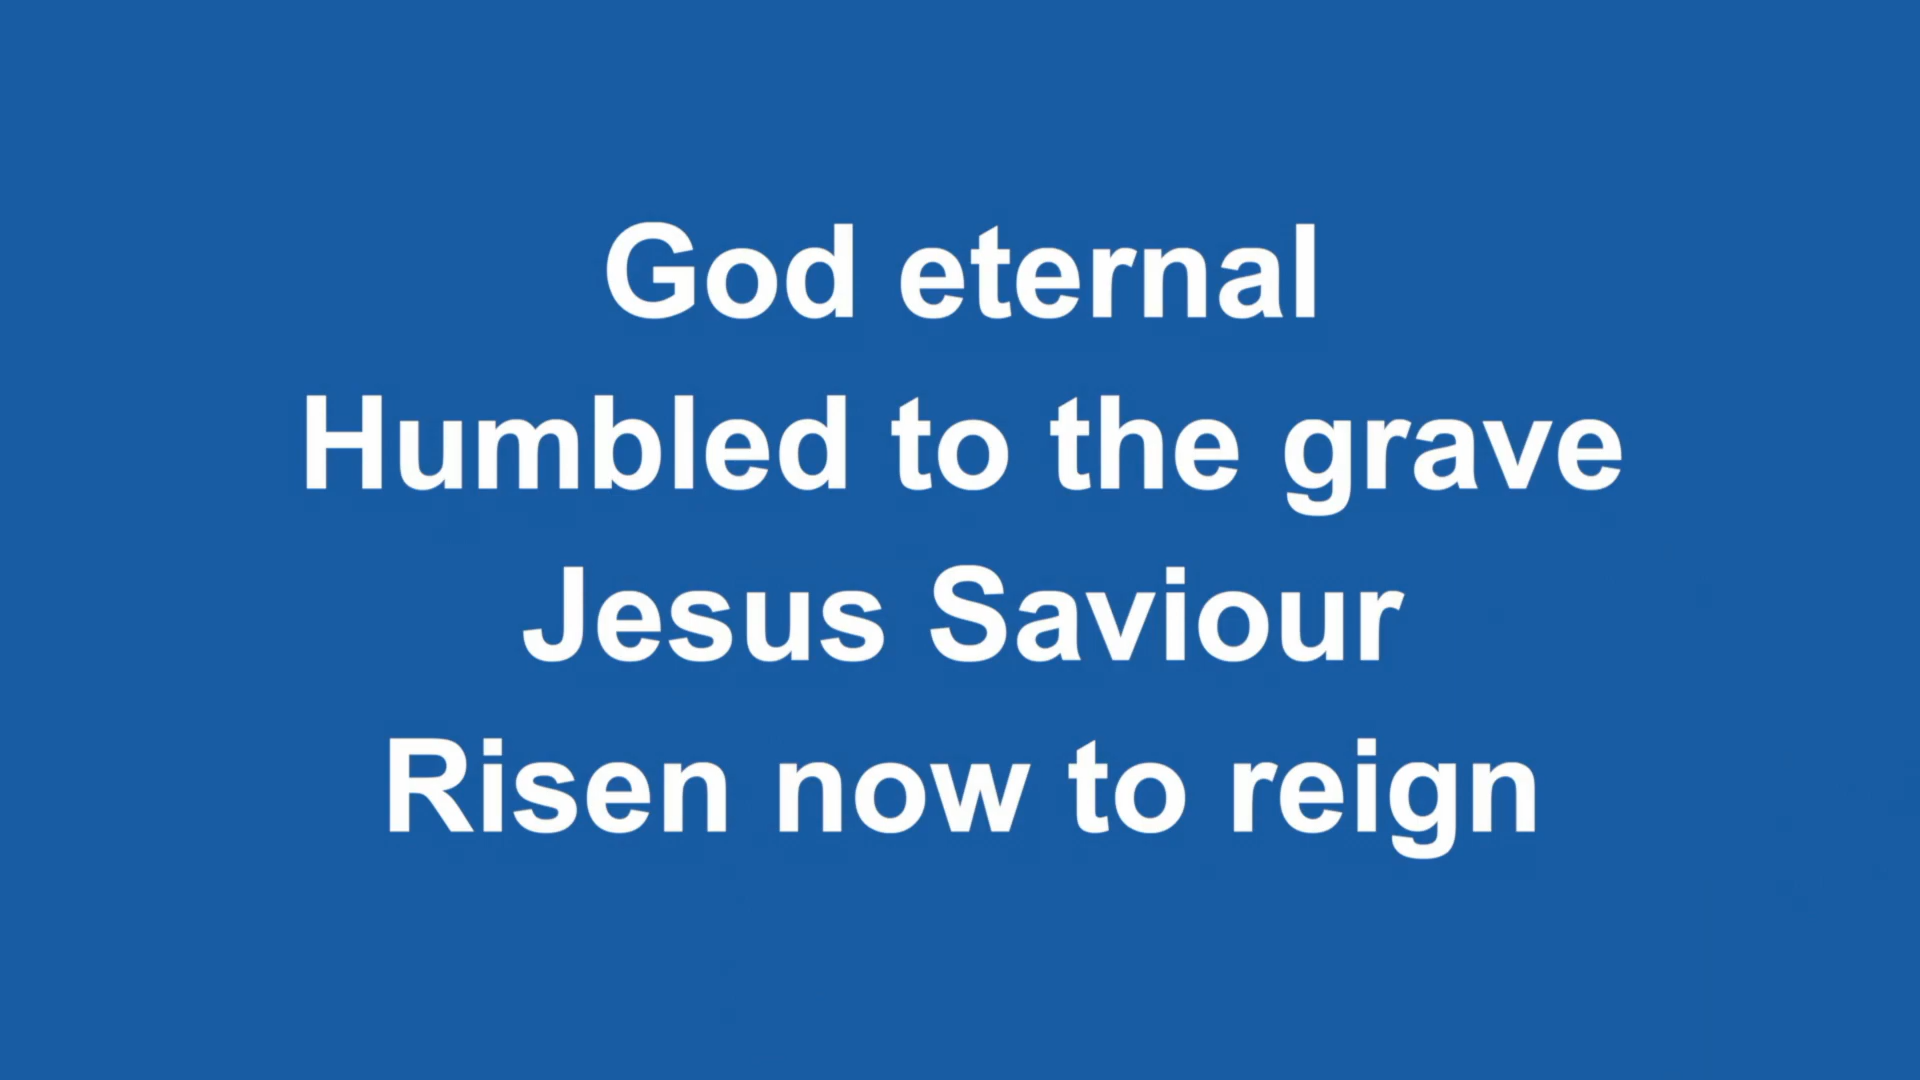 God eternal
Humbled to the grave
Jesus Saviour
Risen now to reign